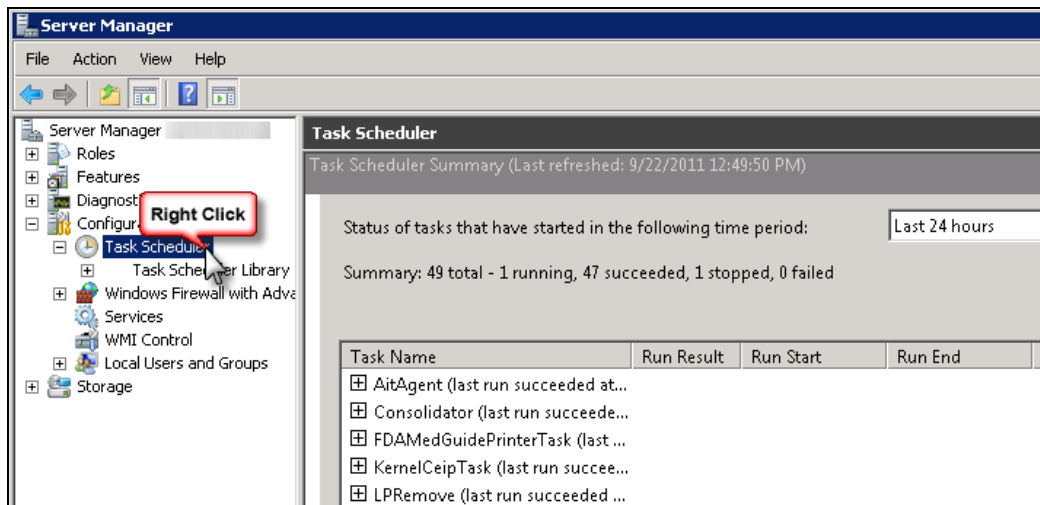 Server Manager
File Action View Help
Server Manager
Roles
Features
Diagnost
Configur
Right Click
Task Scheduler
Task Scheduler Library
Windows Firewall with Adva
Services
WMI Control
Local Users and Groups
Storage
Task Scheduler
Task Scheduler Summary (Last refreshed: 9/22/2011 12:49:50 PM)
Status of tasks that have started in the following time period: Last 24 hours
Summary: 49 total - 1 running, 47 succeeded, 1 stopped, 0 failed
Task Name Run Result Run Start Run End
AitAgent (last run succeeded at...
Consolidator (last run succeede...
FDAMedGuidePrinterTask (last ...
KernelCeipTask (last run succee...
LPRemove (last run succeeded ...